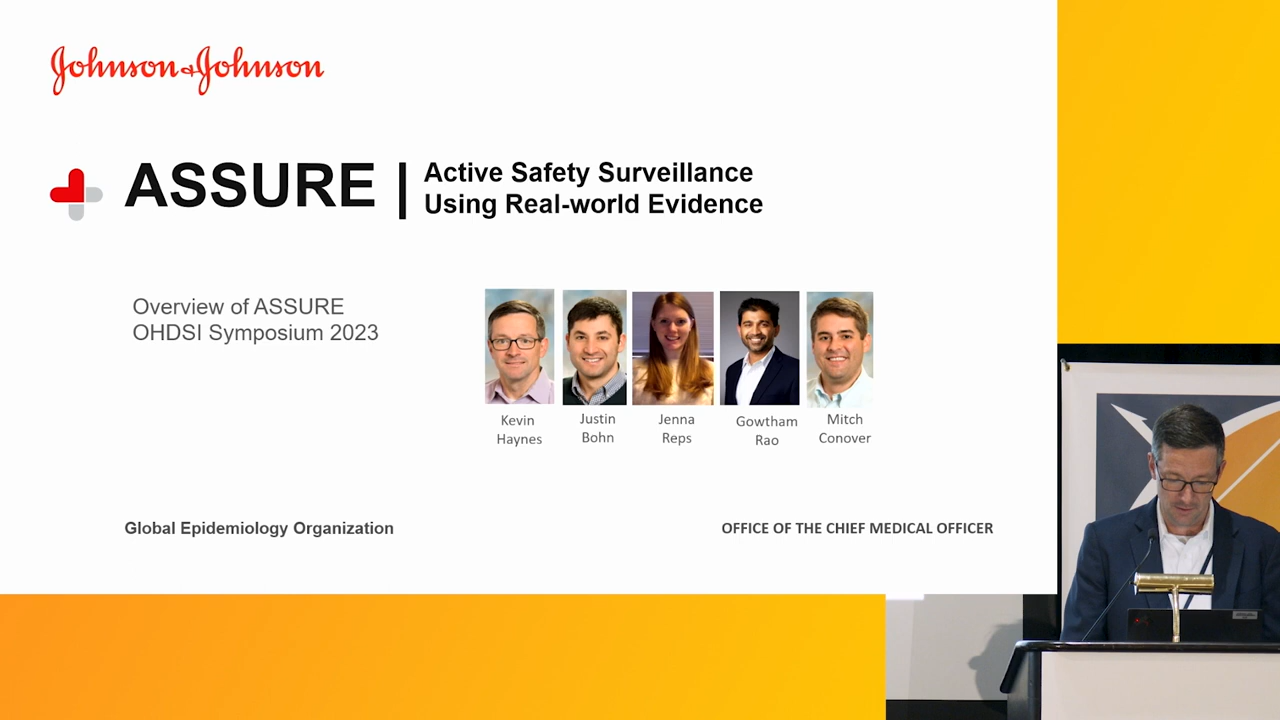 Johnson&Johnson
ASSURE
Active Safety Surveillance
Using Real-world Evidence
Overview of ASSURE
OHDSI Symposium 2023
Kevin
Haynes
Justin
Bohn
Jenna
Reps
Gowtham
Rao
Mitch
Conover
Global Epidemiology Organization
OFFICE OF THE CHIEF MEDICAL OFFICER